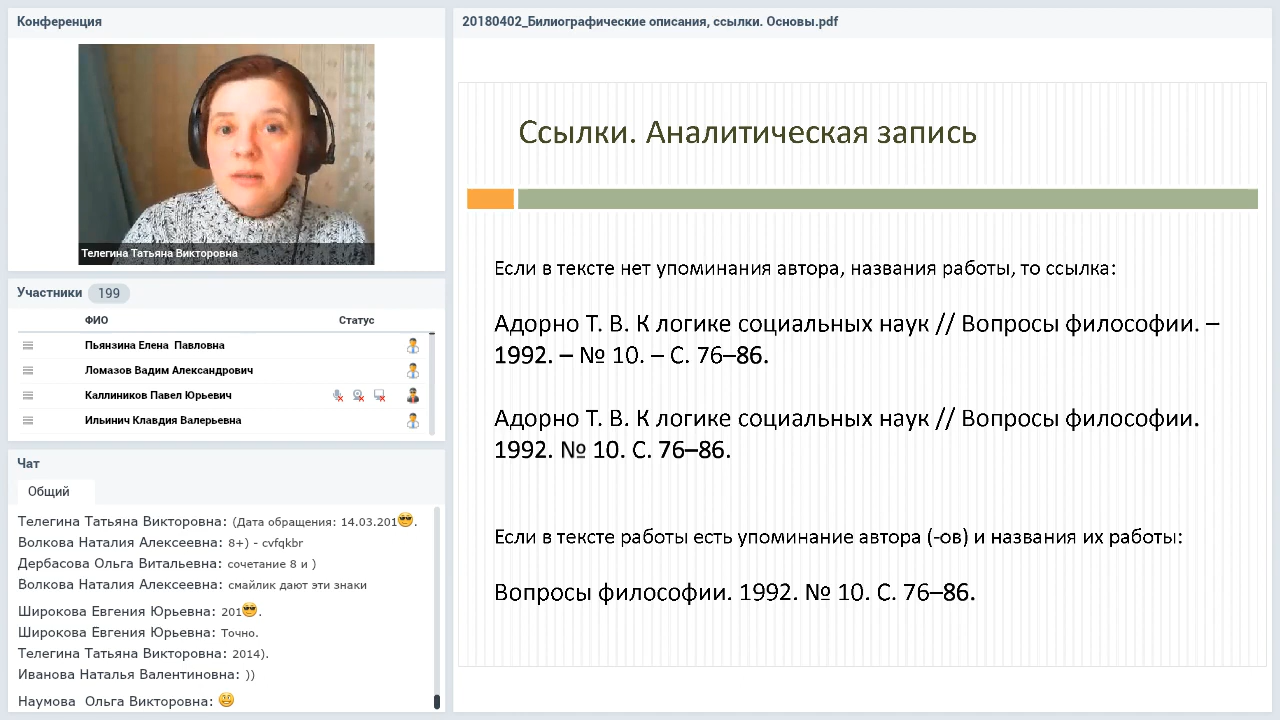 Конференция
Телегина Татьяна Викторовна
Участники 199
ФИО Статус
Пьянзина Елена Павловна
Ломазов Вадим Александрович
Каллиников Павел Юрьевич
Ильинич Клавдия Валерьевна
Чат
Общий
Телегина Татьяна Викторовна: (Дата обращения: 14.03.201😎.
Волкова Наталия Алексеевна: 8+) - cvfqkbr
Дербасова Ольга Витальевна: сочетание 8 и )
Волкова Наталия Алексеевна: смайлик дают эти знаки
Широкова Евгения Юрьевна: 201😎.
Широкова Евгения Юрьевна: Точно.
Телегина Татьяна Викторовна: 2014).
Иванова Наталья Валентиновна: ))
Наумова Ольга Викторовна: 😀
20180402_Билиографические описания, ссылки. Основы.pdf
Ссылки. Аналитическая запись
Если в тексте нет упоминания автора, названия работы, то ссылка:
Адорно Т. В. К логике социальных наук // Вопросы философии. –
1992. – № 10. – С. 76–86.
Адорно Т. В. К логике социальных наук // Вопросы философии.
1992. № 10. С. 76–86.
Если в тексте работы есть упоминание автора (-ов) и названия их работы:
Вопросы философии. 1992. № 10. С. 76–86.